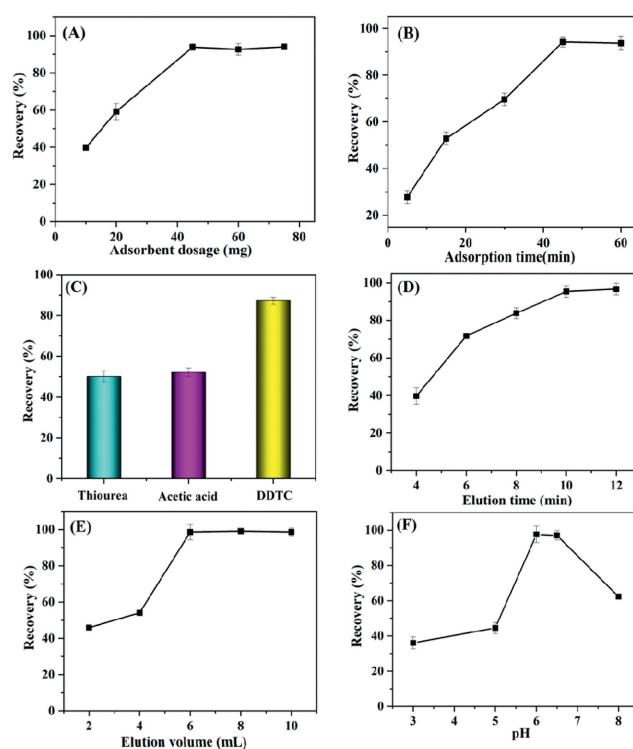 (A)
Recovery (%)
100
80
60
40
20
0
0 20 40 60 80
Adsorbent dosage (mg)
(B)
Recovery (%)
100
80
60
40
20
0 10 20 30 40 50 60
Adsorption time(min)
(C)
Recovery (%)
100
80
60
40
20
0
Thiourea Acetic acid DDTC
(D)
Recovery (%)
100
80
60
40
20
0
4 6 8 10 12
Elution time (min)
(E)
Recovery (%)
100
80
60
40
20
0
2 4 6 8 10
Elution volume (mL)
(F)
Recovery (%)
100
80
60
40
20
0
3 4 5 6 7 8
pH